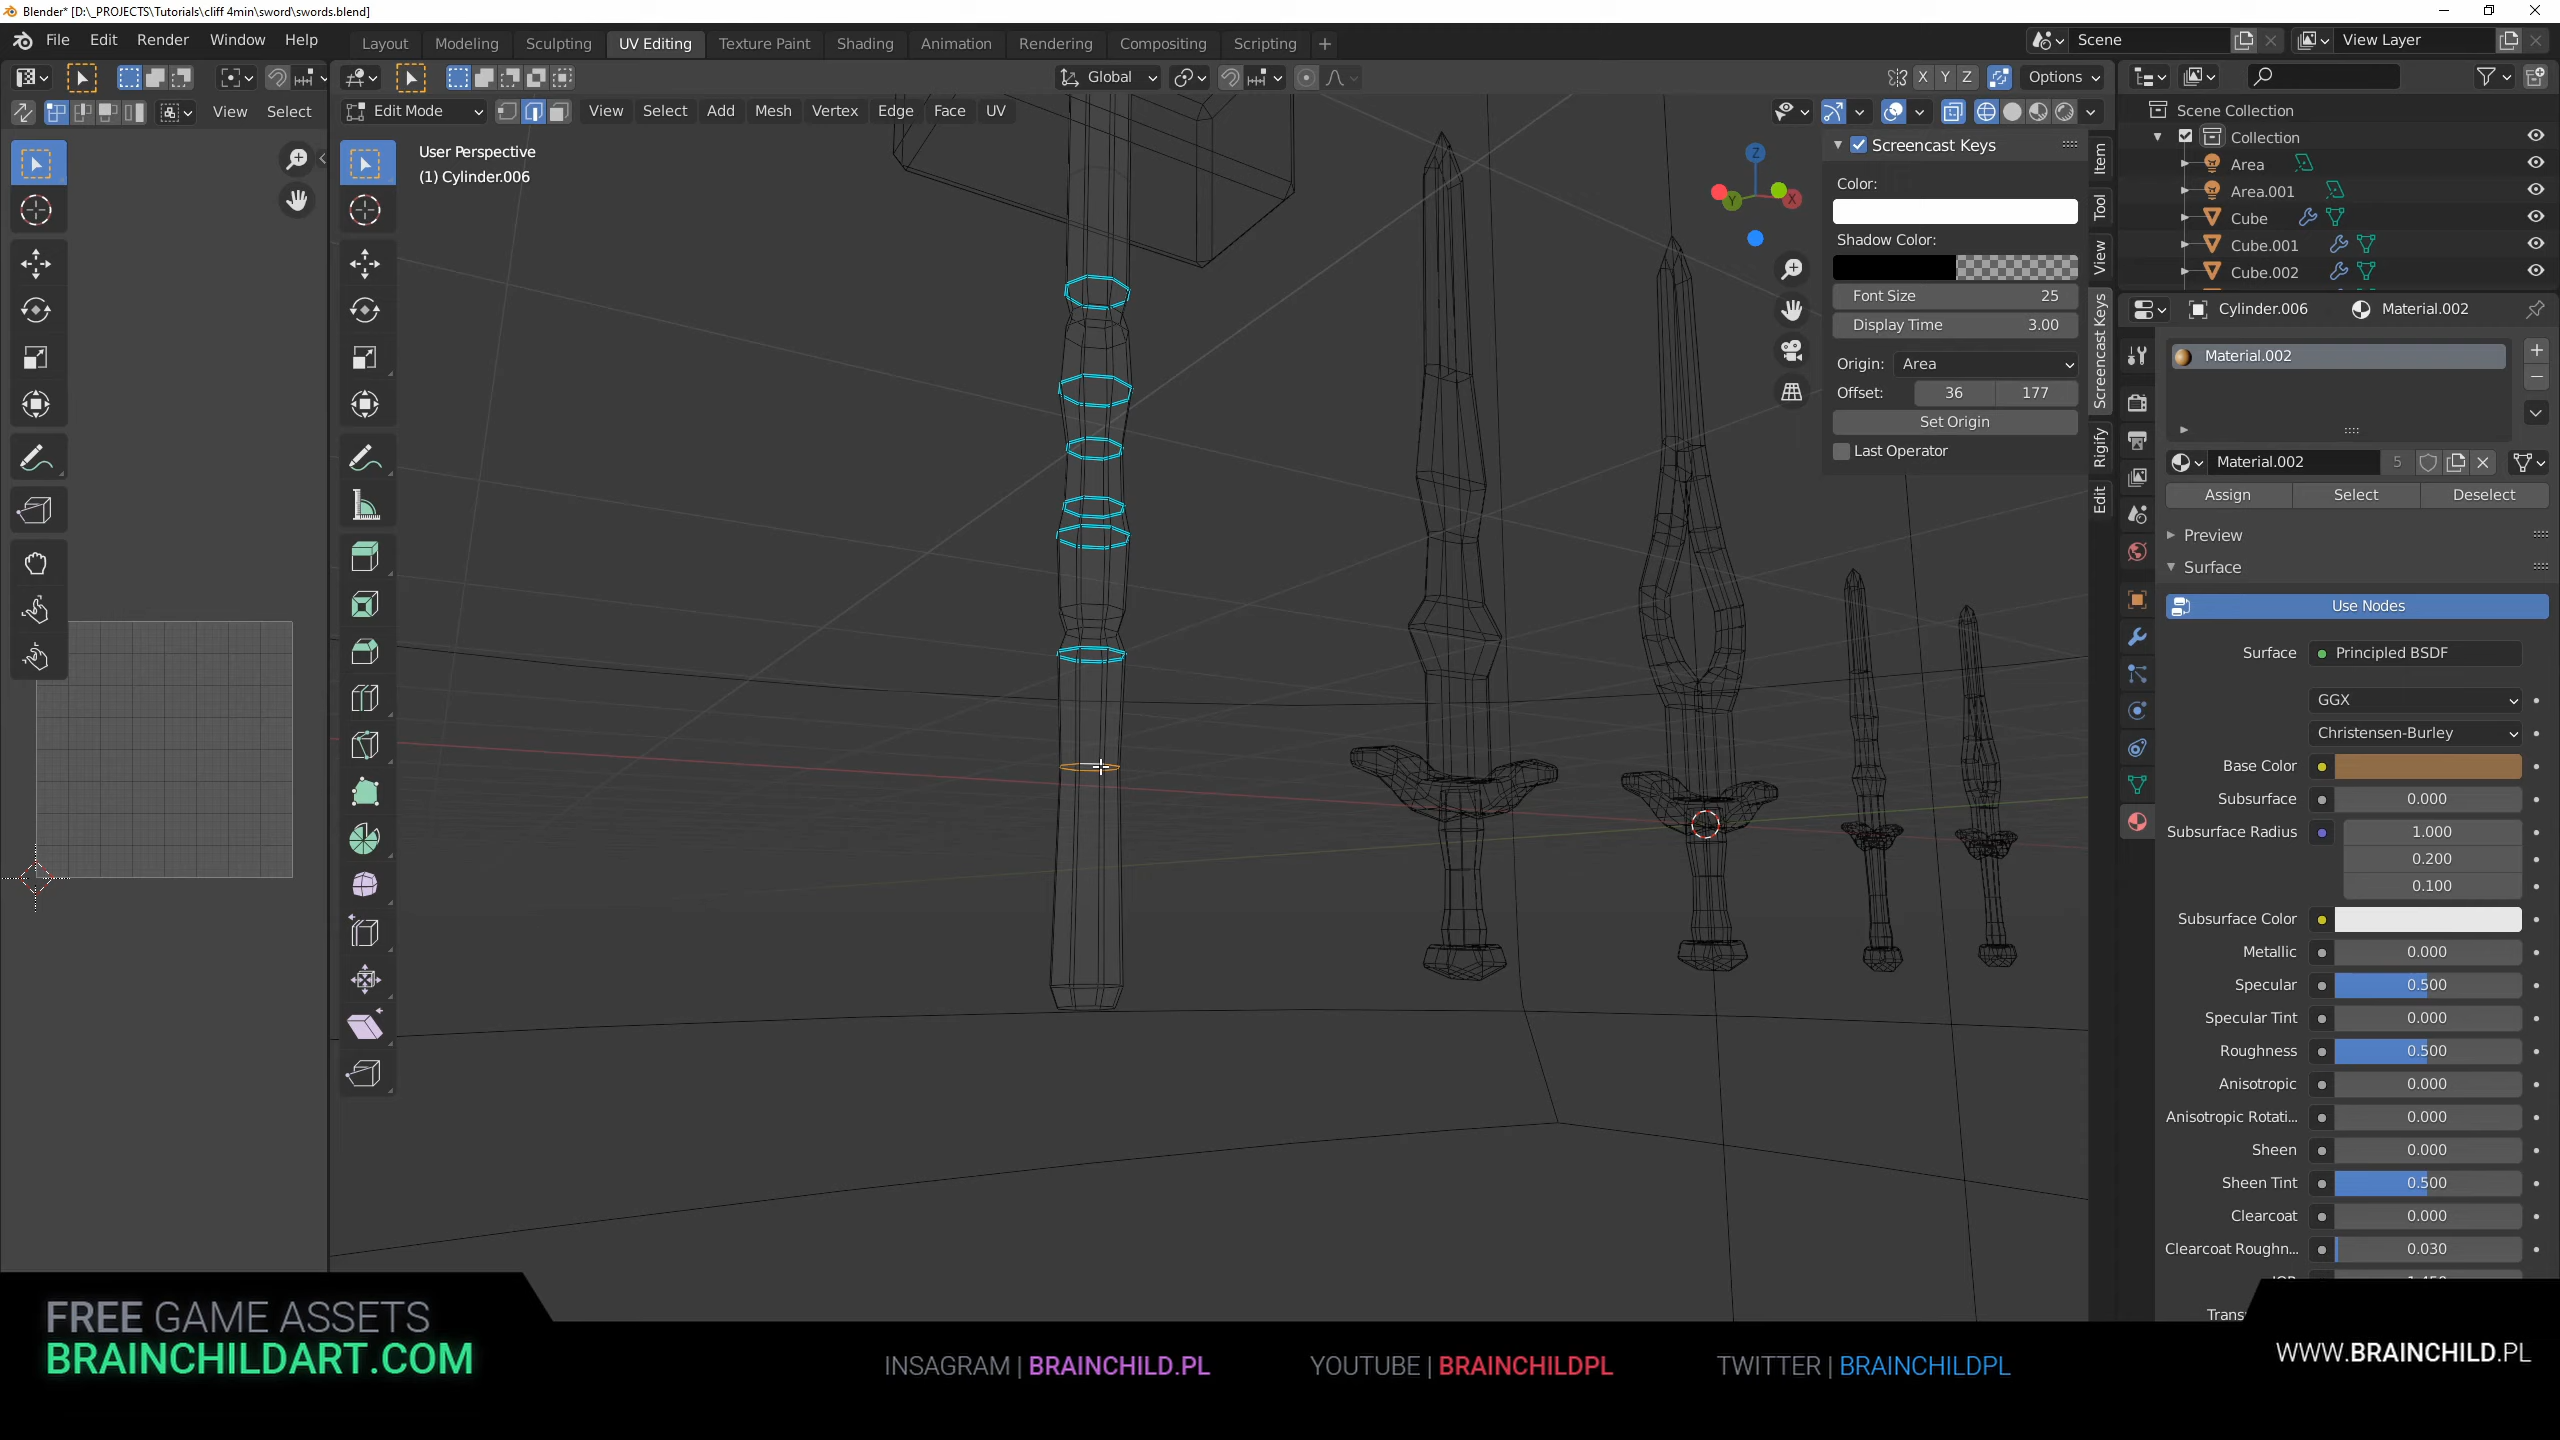 Blender* [D:\_PROJECTS\Tutorials\cliff 4min\sword\swords.blend]
File Edit Render Window Help Layout Modeling Sculpting UV Editing Texture Paint Shading Animation Rendering Compositing Scripting + Scene View Layer
Global X Y Z Options
View Select Edit Mode View Select Add Mesh Vertex Edge Face UV
User Perspective
(1) Cylinder.006
Z
Y
X
Screencast Keys
Color:
Shadow Color:
Font Size 25
Display Time 3.00
Origin: Area
Offset: 36 177
Set Origin
Last Operator
Item
Tool
View
Screencast Keys
Rigify
Edit
Scene Collection
Collection
Area
Area.001
Cube
Cube.001
Cube.002
Cylinder.006 Material.002
Material.002
Material.002 5
Assign Select Deselect
Preview
Surface
Use Nodes
Surface Principled BSDF
GGX
Christensen-Burley
Base Color
Subsurface 0.000
Subsurface Radius 1.000
0.200
0.100
Subsurface Color
Metallic 0.000
Specular 0.500
Specular Tint 0.000
Roughness 0.500
Anisotropic 0.000
Anisotropic Rotati... 0.000
Sheen 0.000
Sheen Tint 0.500
Clearcoat 0.000
Clearcoat Roughn... 0.030
FREE GAME ASSETS
BRAINCHILDART.COM
INSAGRAM | BRAINCHILD.PL
YOUTUBE | BRAINCHILDPL
TWITTER | BRAINCHILDPL
WWW.BRAINCHILD.PL